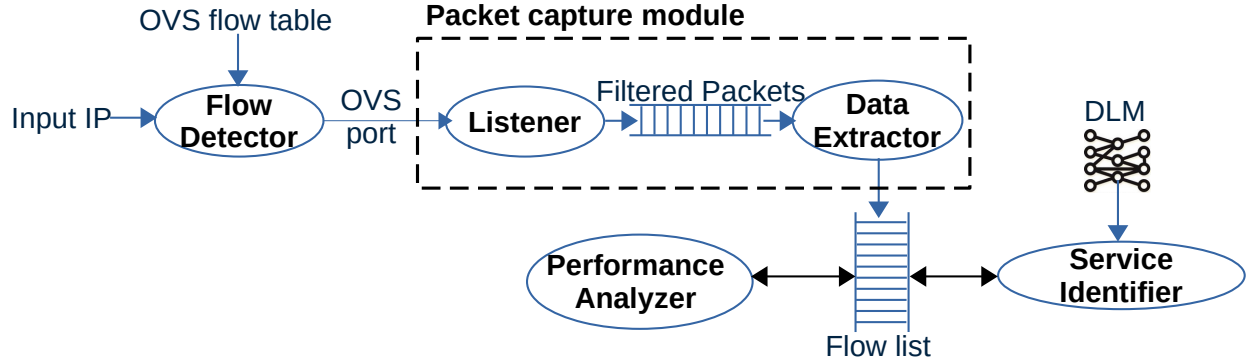 Packet capture module
OVS flow table
Input IP
Flow
Detector
OVS
port
Listener
Filtered Packets
Data
Extractor
DLM
Performance
Analyzer
Service
Identifier
Flow list